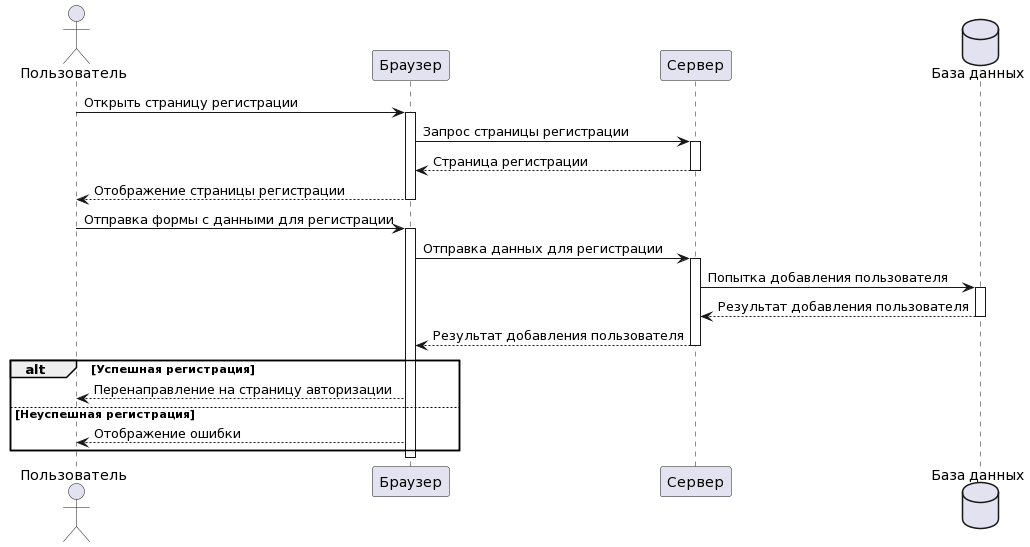 Пользователь
Браузер
Сервер
База данных
Открыть страницу регистрации
Запрос страницы регистрации
Страница регистрации
Отображение страницы регистрации
Отправка формы с данными для регистрации
Отправка данных для регистрации
Попытка добавления пользователя
Результат добавления пользователя
Результат добавления пользователя
alt [Успешная регистрация]
Перенаправление на страницу авторизации
[Неуспешная регистрация]
Отображение ошибки
Пользователь
Браузер
Сервер
База данных